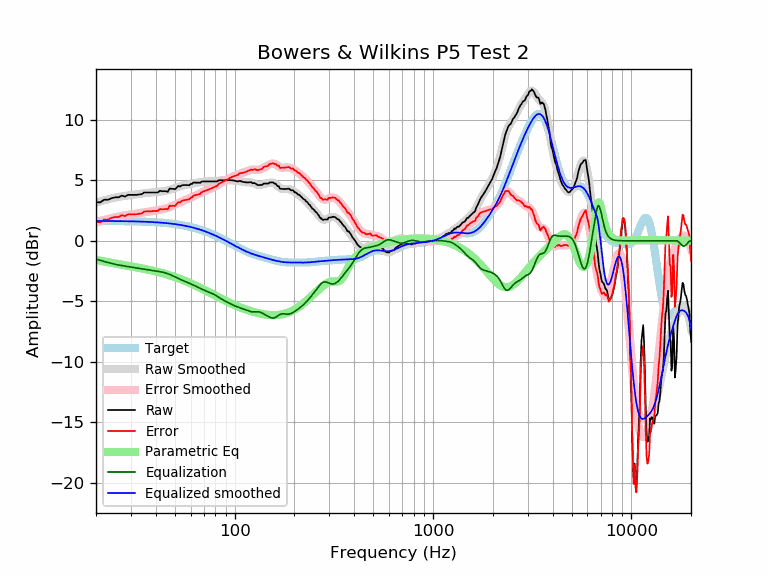 Bowers & Wilkins P5 Test 2
Amplitude (dBr)
10
5
0
−5
−10
−15
−20
Target
Raw Smoothed
Error Smoothed
Raw
Error
Parametric Eq
Equalization
Equalized smoothed
100 1000 10000
Frequency (Hz)